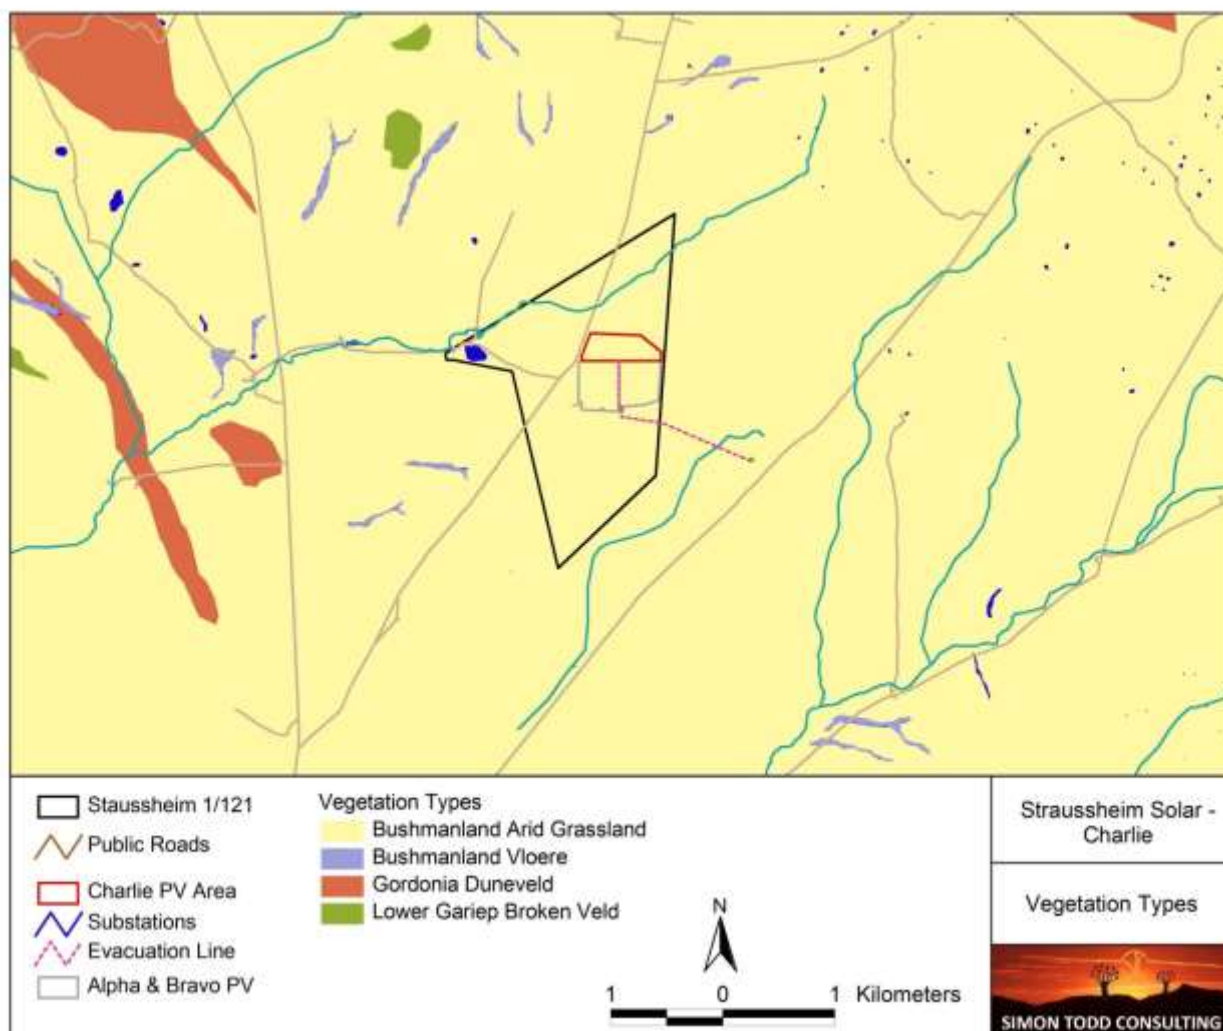 Staussheim 1/121
Public Roads
Charlie PV Area
Substations
Evacuation Line
Alpha & Bravo PV
Vegetation Types
Bushmanland Arid Grassland
Bushmanland Vloere
Gordonia Duneveld
Lower Gariep Broken Veld
N
1 0 1 Kilometers
Straussheim Solar -
Charlie
Vegetation Types
SIMON TODD CONSULTING